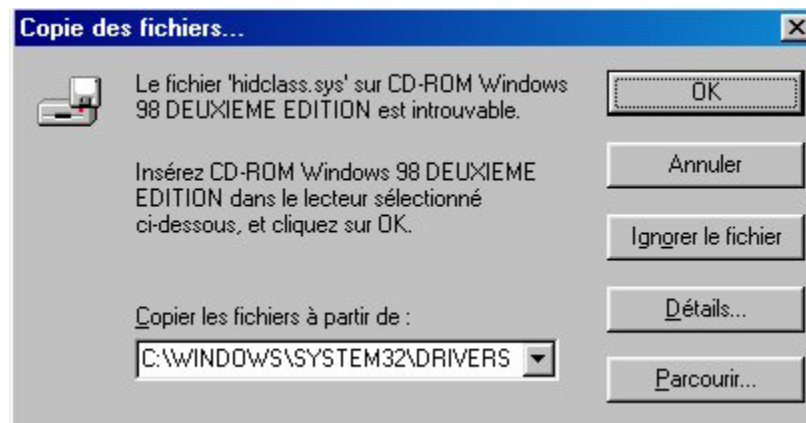 Copie des fichiers...
Le fichier 'hidclass.sys' sur CD-ROM Windows
98 DEUXIEME EDITION est introuvable.
Insérez CD-ROM Windows 98 DEUXIEME
EDITION dans le lecteur sélectionné
ci-dessous, et cliquez sur OK.
Copier les fichiers à partir de :
C:\WINDOWS\SYSTEM32\DRIVERS
OK
Annuler
Ignorer le fichier
Détails...
Parcourir...